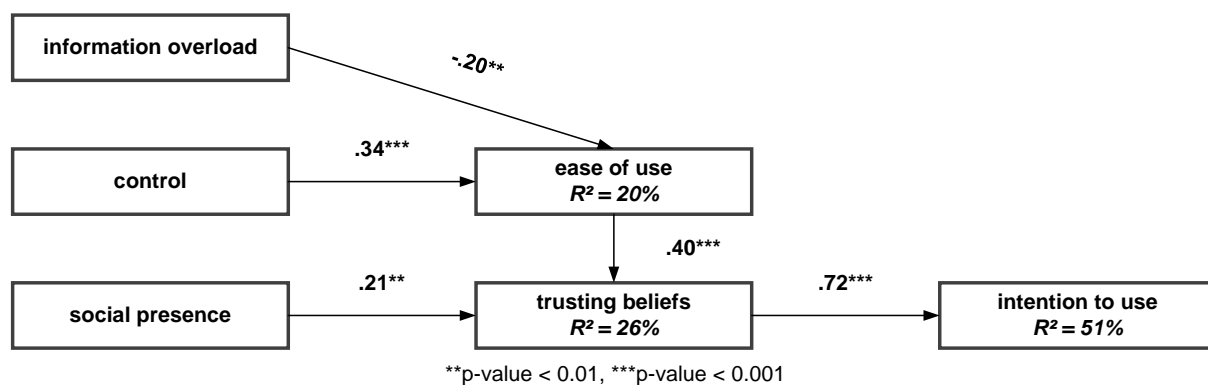 information overload
-.20**
control
.34***
ease of use
R² = 20%
.40***
social presence
.21**
trusting beliefs
R² = 26%
.72***
intention to use
R² = 51%
**p-value < 0.01, ***p-value < 0.001